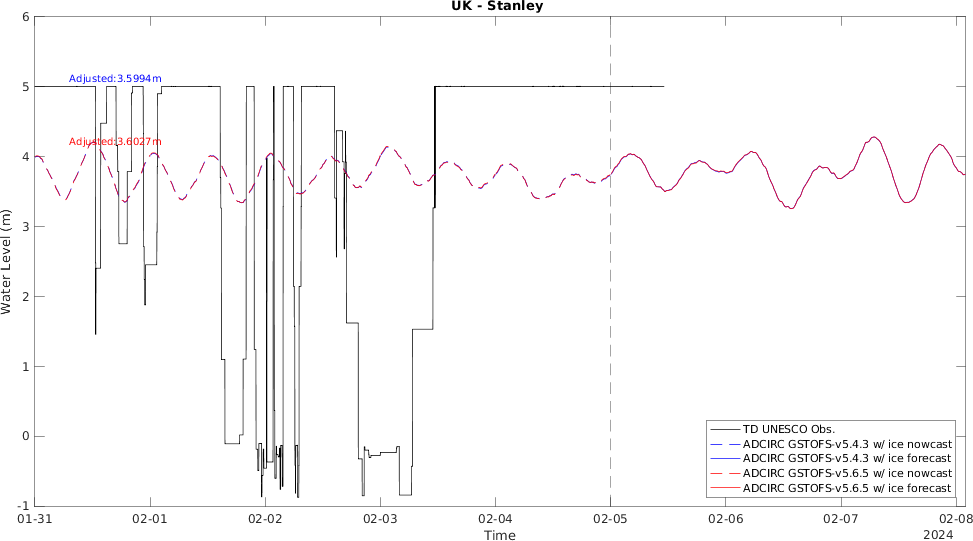 UK - Stanley
6
5
4
3
2
1
0
-1
Water Level (m)
Adjusted:3.5994m
Adjusted:3.6027m
TD UNESCO Obs.
ADCIRC GSTOFS-v5.4.3 w/ ice nowcast
ADCIRC GSTOFS-v5.4.3 w/ ice forecast
ADCIRC GSTOFS-v5.6.5 w/ ice nowcast
ADCIRC GSTOFS-v5.6.5 w/ ice forecast
01-31 02-01 02-02 02-03 02-04 02-05 02-06 02-07 02-08
Time
2024